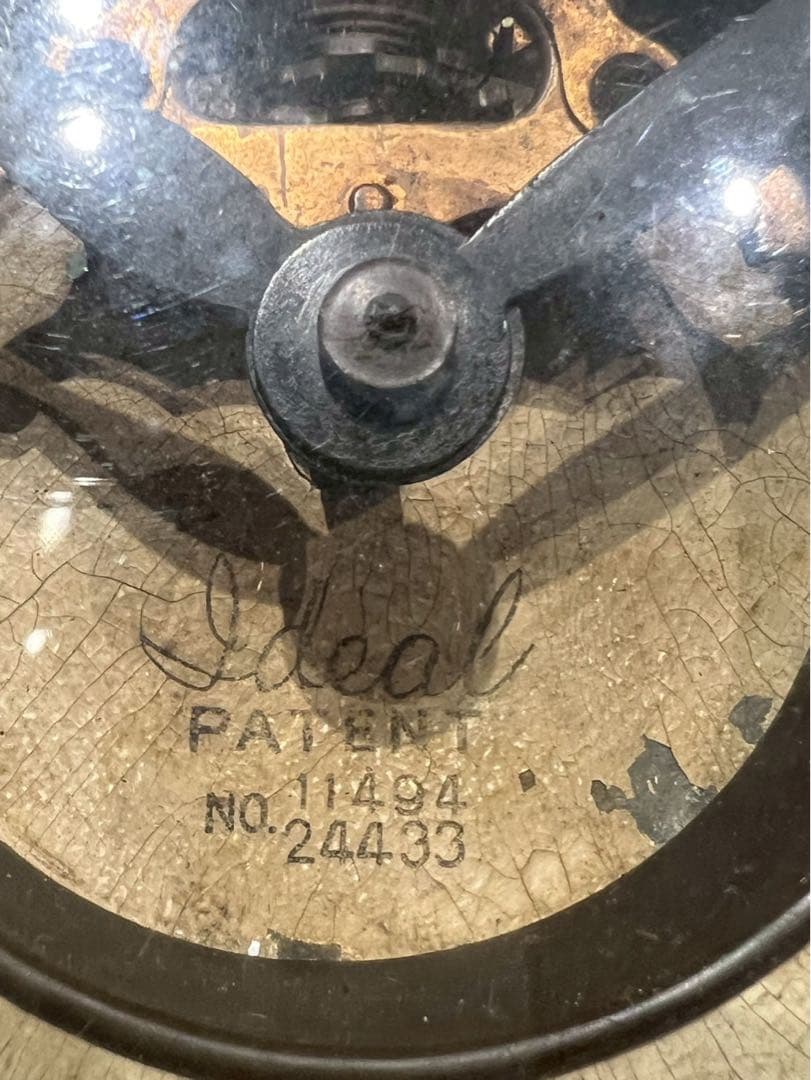 Ideal
PATENT
NO. 11494
24433